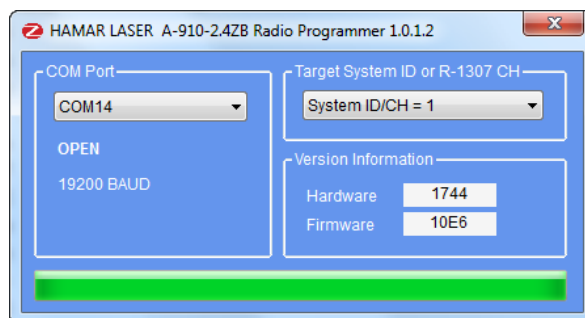 HAMAR LASER A-910-2.4ZB Radio Programmer 1.0.1.2
COM Port
COM14
OPEN
19200 BAUD
Target System ID or R-1307 CH
System ID/CH = 1
Version Information
Hardware 1744
Firmware 10E6